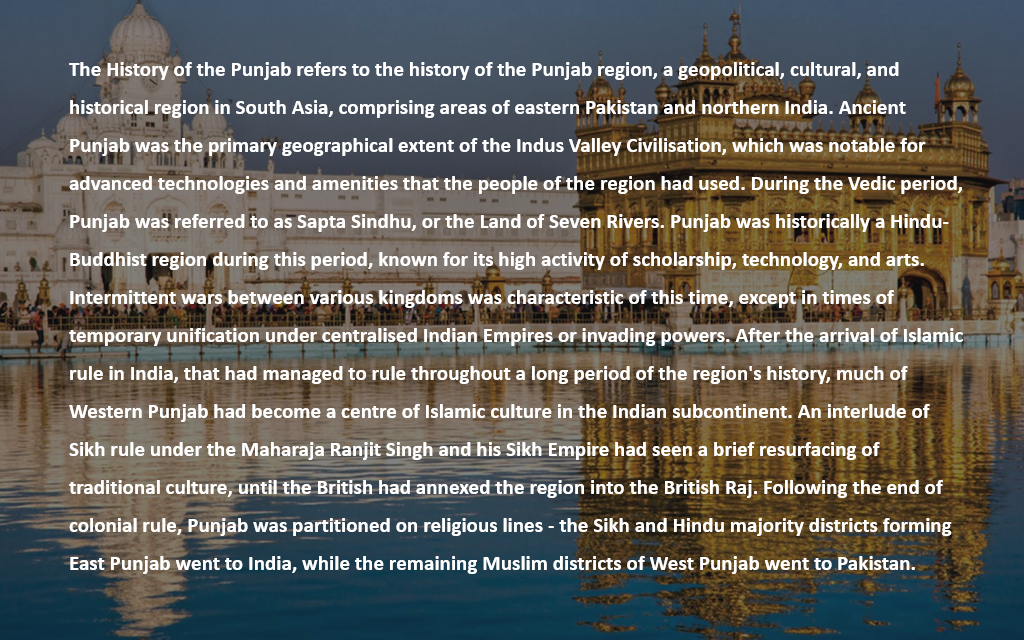 The History of the Punjab refers to the history of the Punjab region, a geopolitical, cultural, and
historical region in South Asia, comprising areas of eastern Pakistan and northern India. Ancient
Punjab was the primary geographical extent of the Indus Valley Civilisation, which was notable for
advanced technologies and amenities that the people of the region had used. During the Vedic period,
Punjab was referred to as Sapta Sindhu, or the Land of Seven Rivers. Punjab was historically a Hindu-
Buddhist region during this period, known for its high activity of scholarship, technology, and arts.
Intermittent wars between various kingdoms was characteristic of this time, except in times of
temporary unification under centralised Indian Empires or invading powers. After the arrival of Islamic
rule in India, that had managed to rule throughout a long period of the region's history, much of
Western Punjab had become a centre of Islamic culture in the Indian subcontinent. An interlude of
Sikh rule under the Maharaja Ranjit Singh and his Sikh Empire had seen a brief resurfacing of
traditional culture, until the British had annexed the region into the British Raj. Following the end of
colonial rule, Punjab was partitioned on religious lines - the Sikh and Hindu majority districts forming
East Punjab went to India, while the remaining Muslim districts of West Punjab went to Pakistan.